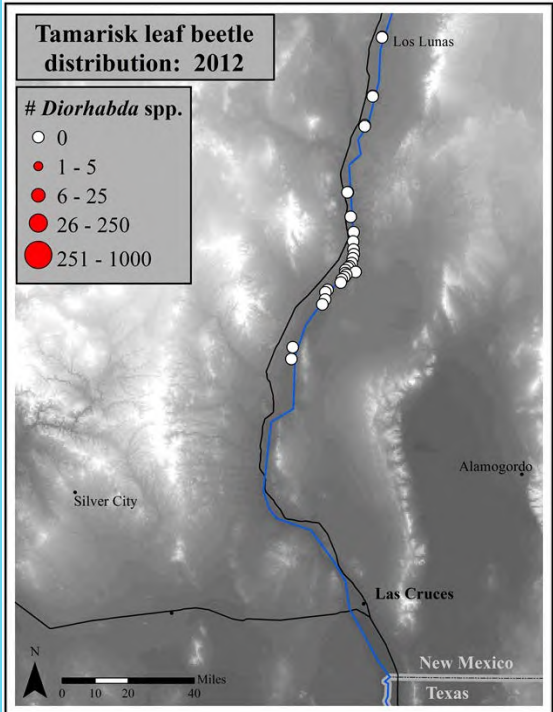 Tamarisk leaf beetle
distribution: 2012
# Diorhabda spp.
0
1 - 5
6 - 25
26 - 250
251 - 1000
Los Lunas
Alamogordo
Silver City
Las Cruces
New Mexico
Texas
N
Miles
0 10 20 40